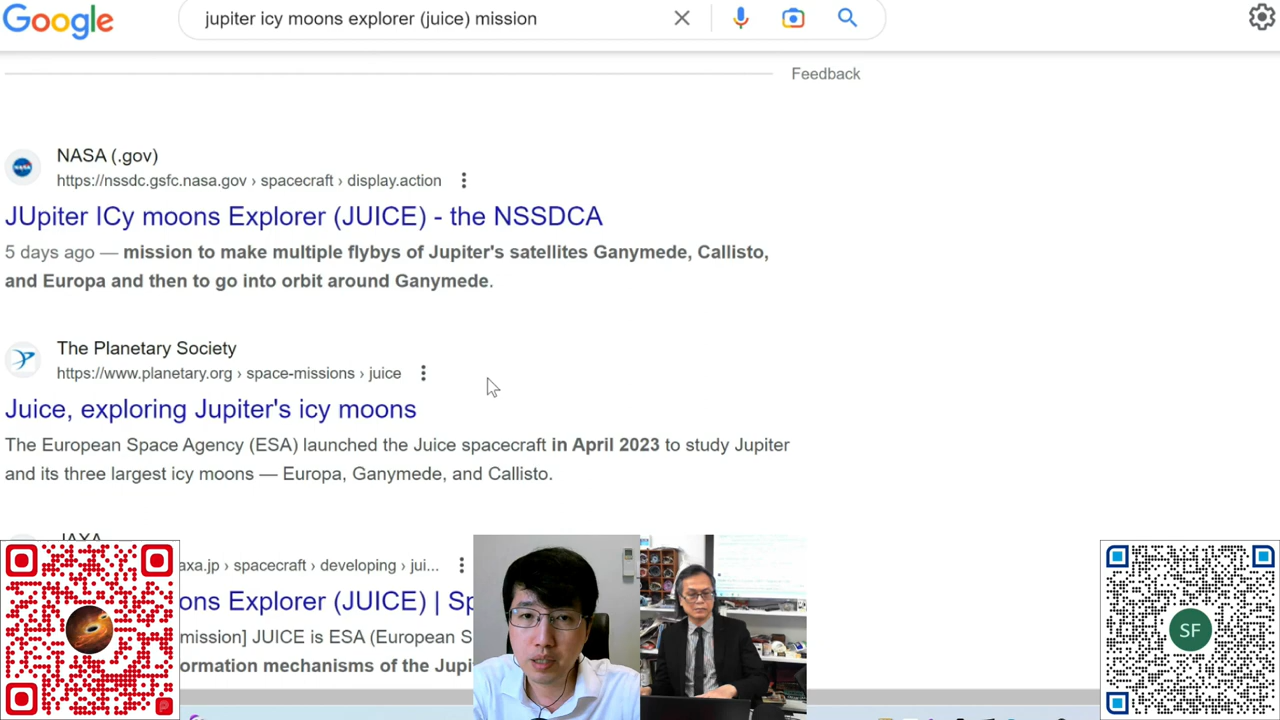 Google
jupiter icy moons explorer (juice) mission
Feedback
NASA (.gov)
https://nssdc.gsfc.nasa.gov › spacecraft › display.action
JUpiter ICy moons Explorer (JUICE) - the NSSDCA
5 days ago — mission to make multiple flybys of Jupiter's satellites Ganymede, Callisto,
and Europa and then to go into orbit around Ganymede.
The Planetary Society
https://www.planetary.org › space-missions › juice
Juice, exploring Jupiter's icy moons
The European Space Agency (ESA) launched the Juice spacecraft in April 2023 to study Jupiter
and its three largest icy moons — Europa, Ganymede, and Callisto.
JAXA
axa.jp › spacecraft › developing › jui...
ons Explorer (JUICE) | Sp
mission] JUICE is ESA (European S
ormation mechanisms of the Jupi
SF